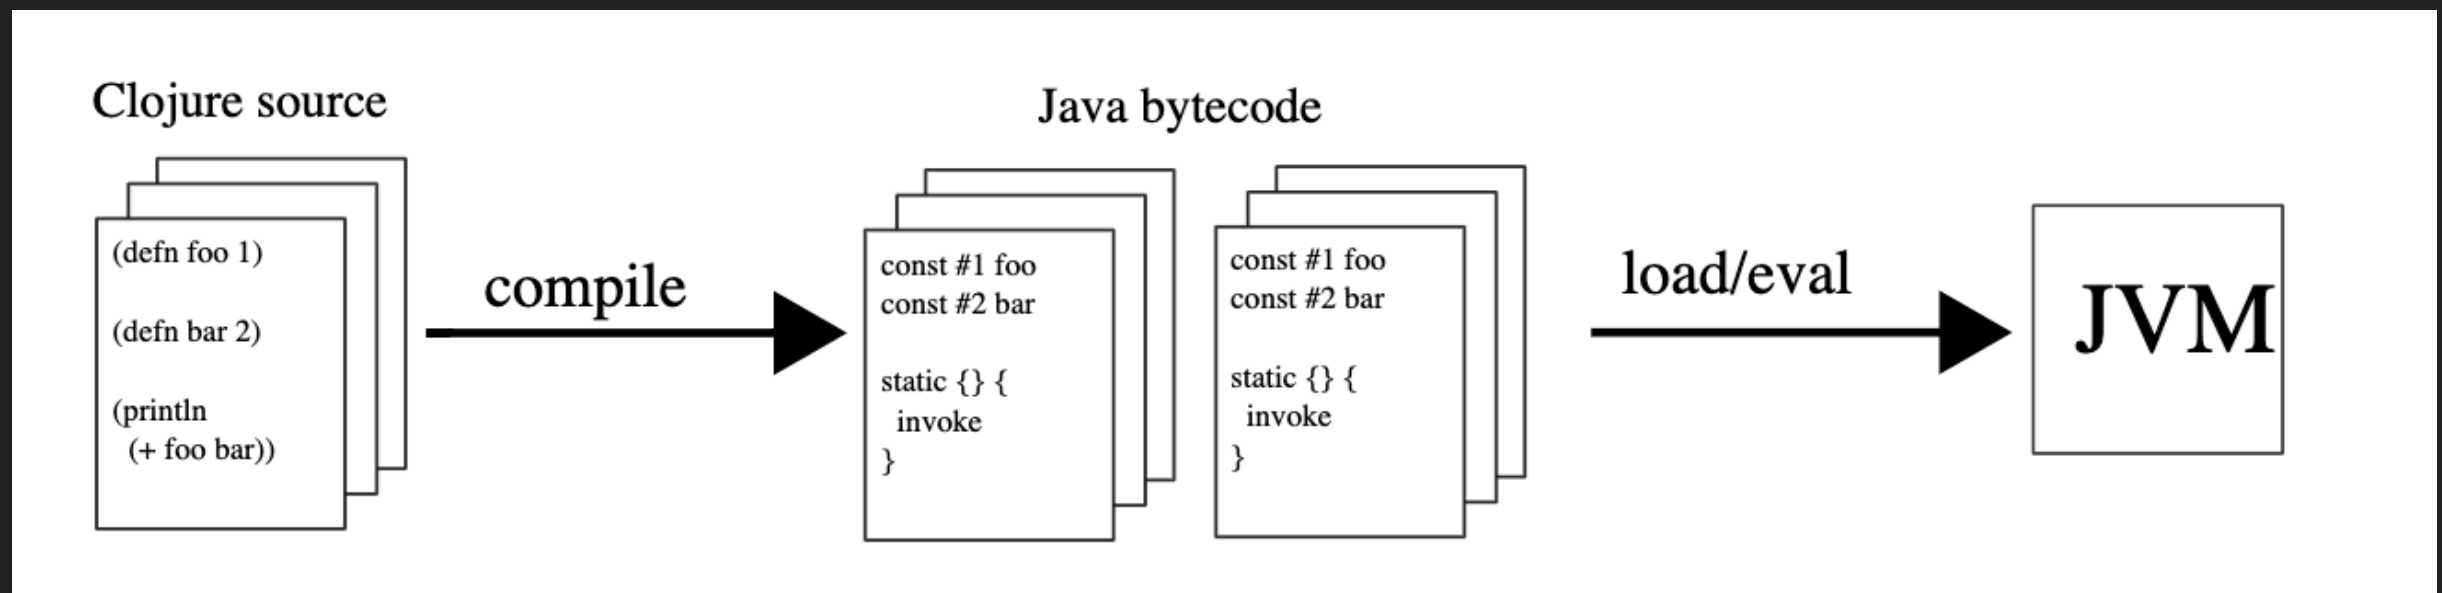 Clojure source
(defn foo 1)
(defn bar 2)
(println
(+ foo bar))
compile
Java bytecode
const #1 foo
const #2 bar
static {} {
invoke
}
const #1 foo
const #2 bar
static {} {
invoke
}
load/eval
JVM